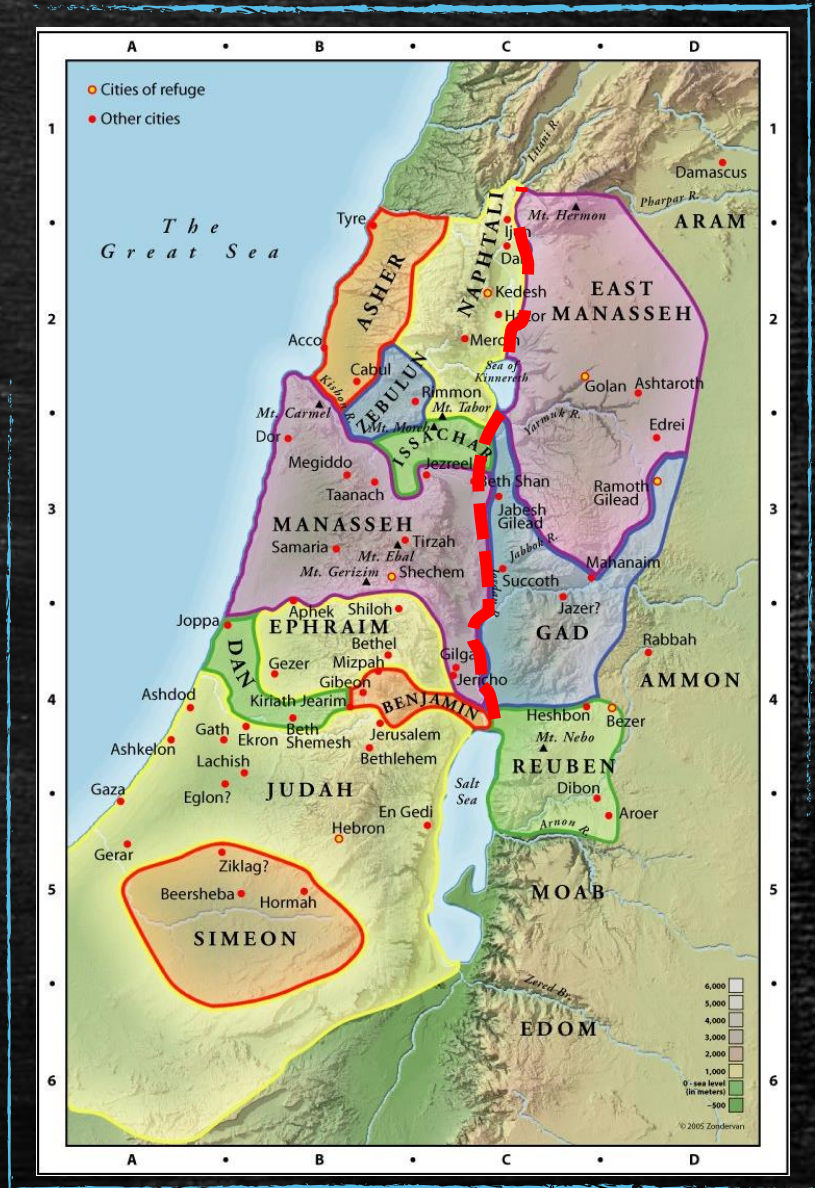 A
B
C
D
Cities of refuge
Other cities
1
1
Litani R.
Damascus
Pharpar R.
Mt. Hermon
ARAM
Tyre
The
Great Sea
NAPHTALI
ASHER
EAST
MANASSEH
Kedesh
2
2
Acco
Sea of
Kinnereth
Cabul
Kishon R.
ZEBULUN
Rimmon
Golan
Ashtaroth
Mt. Carmel
Mt. Tabor
Yarmuk R.
Edrei
Dor
Mt. Moreh
ISSACHAR
Megiddo
Jezreel
Taanach
Beth Shan
Ramoth
Gilead
3
3
Jabesh
Gilead
MANASSEH
Tirzah
Samaria
Mt. Ebal
Jabbok R.
Mt. Gerizim
Shechem
Mahanaim
Succoth
Aphek
Shiloh
Jazer?
Joppa
EPHRAIM
GAD
DAN
Bethel
Rabbah
Gezer
Mizpah
Gibeon
Jericho
AMMON
Ashdod
Kiriath Jearim
BENJAMIN
4
4
Heshbon
Bezer
Gath
Ekron
Beth
Shemesh
Jerusalem
Mt. Nebo
Ashkelon
Bethlehem
Lachish
REUBEN
Gaza
Eglon?
JUDAH
Salt
Sea
Dibon
En Gedi
Aroer
Hebron
Arnon R.
Gerar
Ziklag?
5
5
Beersheba
Hormah
MOAB
SIMEON
Zered Br.
6,000
5,000
4,000
EDOM
3,000
2,000
1,000
6
6
0 - sea level
(in meters)
-500
© 2005 Zondervan
A
B
C
D